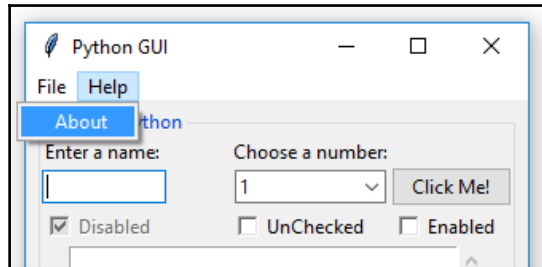 Python GUI
File Help
About thon
Enter a name: Choose a number:
1 Click Me!
Disabled UnChecked Enabled